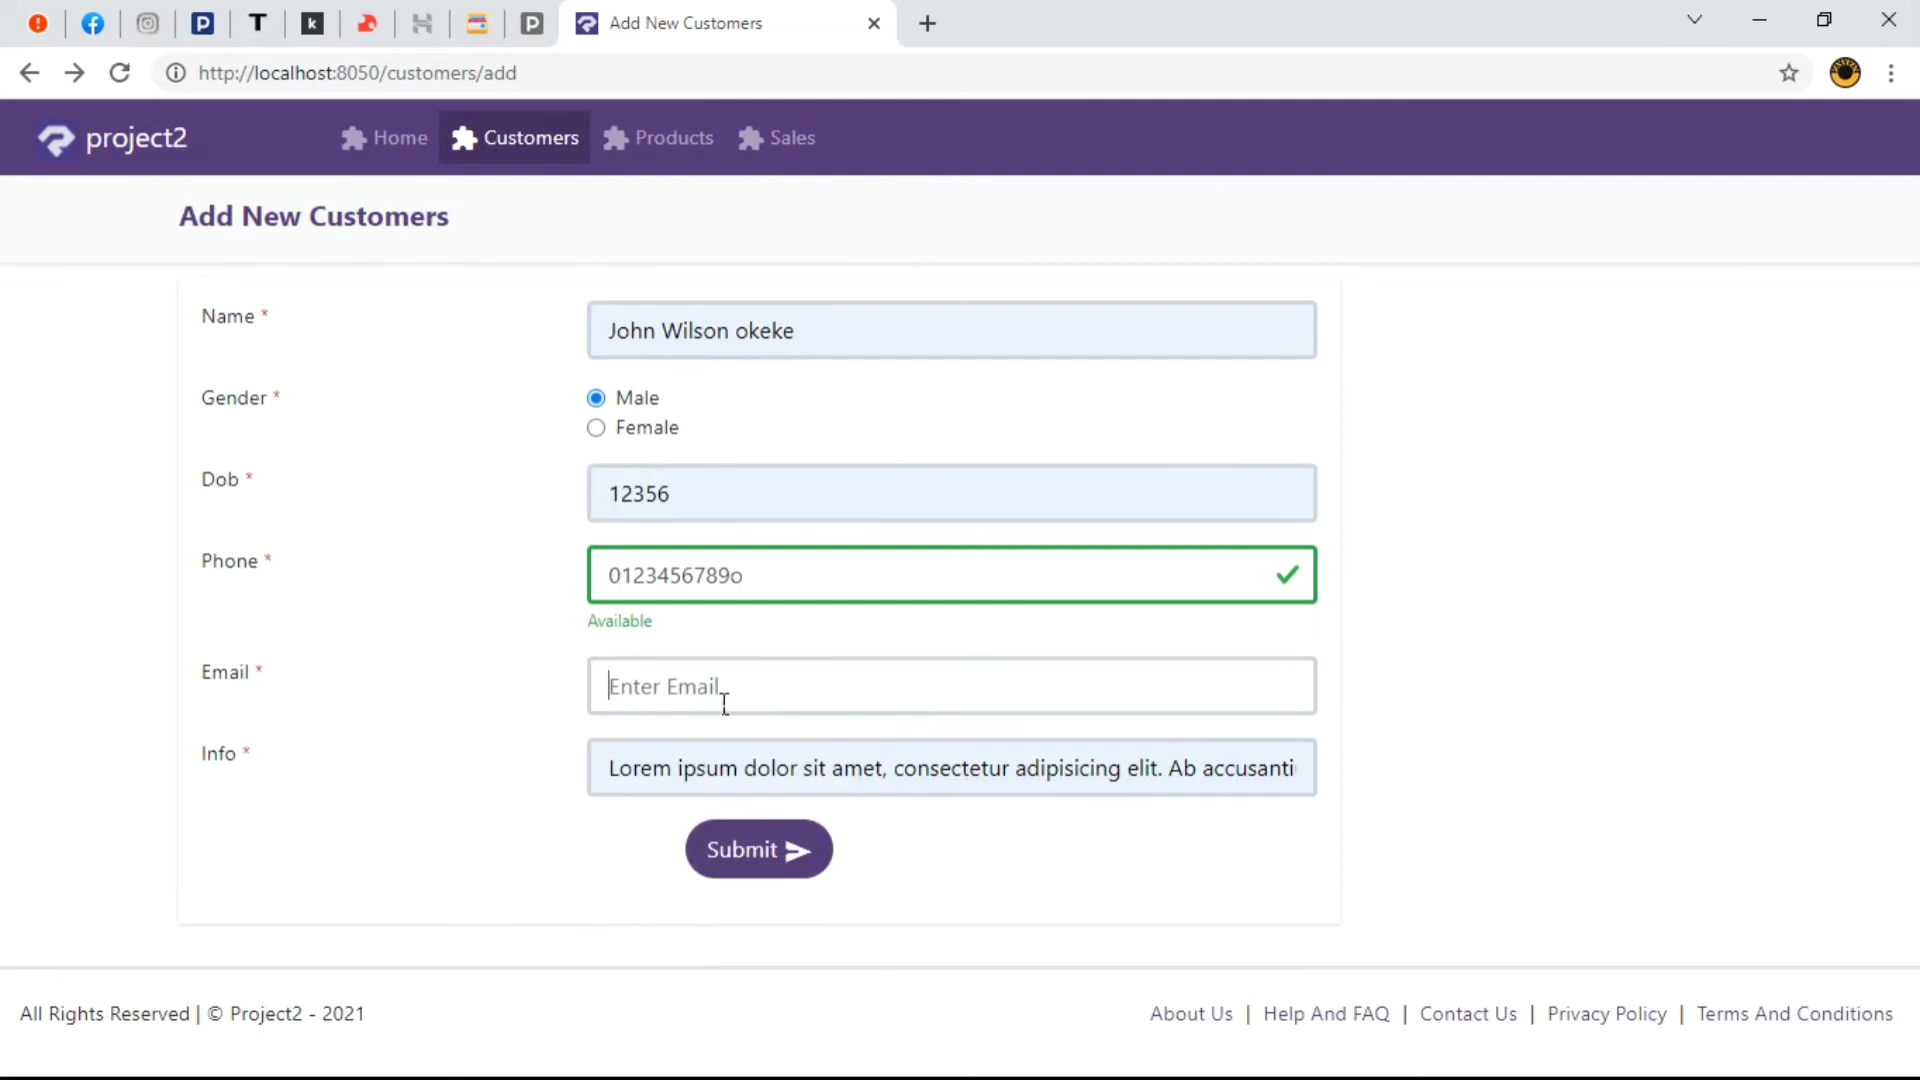 Add New Customers
http://localhost:8050/customers/add
project2 Home Customers Products Sales
Add New Customers
Name * John Wilson okeke
Gender * Male
Female
Dob * 12356
Phone * 0123456789o
Available
Email * Enter Email
Info * Lorem ipsum dolor sit amet, consectetur adipisicing elit. Ab accusanti
Submit
All Rights Reserved | © Project2 - 2021 About Us | Help And FAQ | Contact Us | Privacy Policy | Terms And Conditions